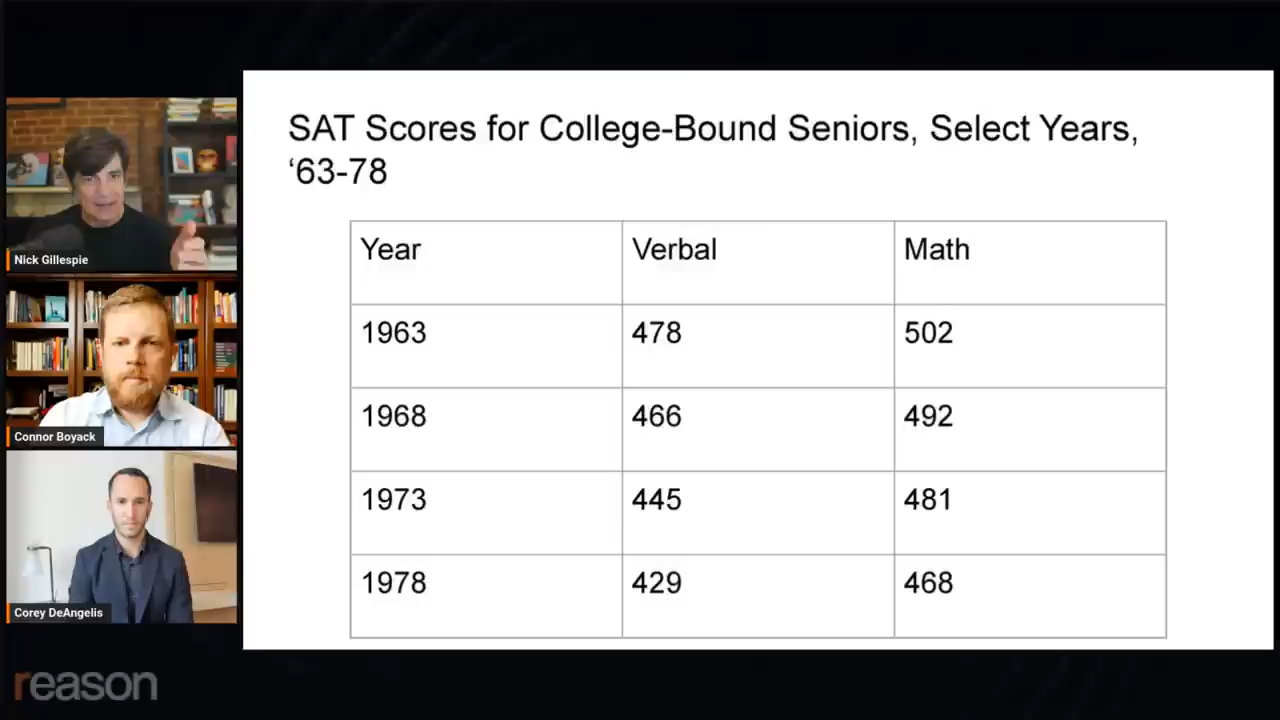 SAT Scores for College-Bound Seniors, Select Years,
‘63-78
Year Verbal Math
1963 478 502
1968 466 492
1973 445 481
1978 429 468
Nick Gillespie
Connor Boyack
Corey DeAngelis
reason